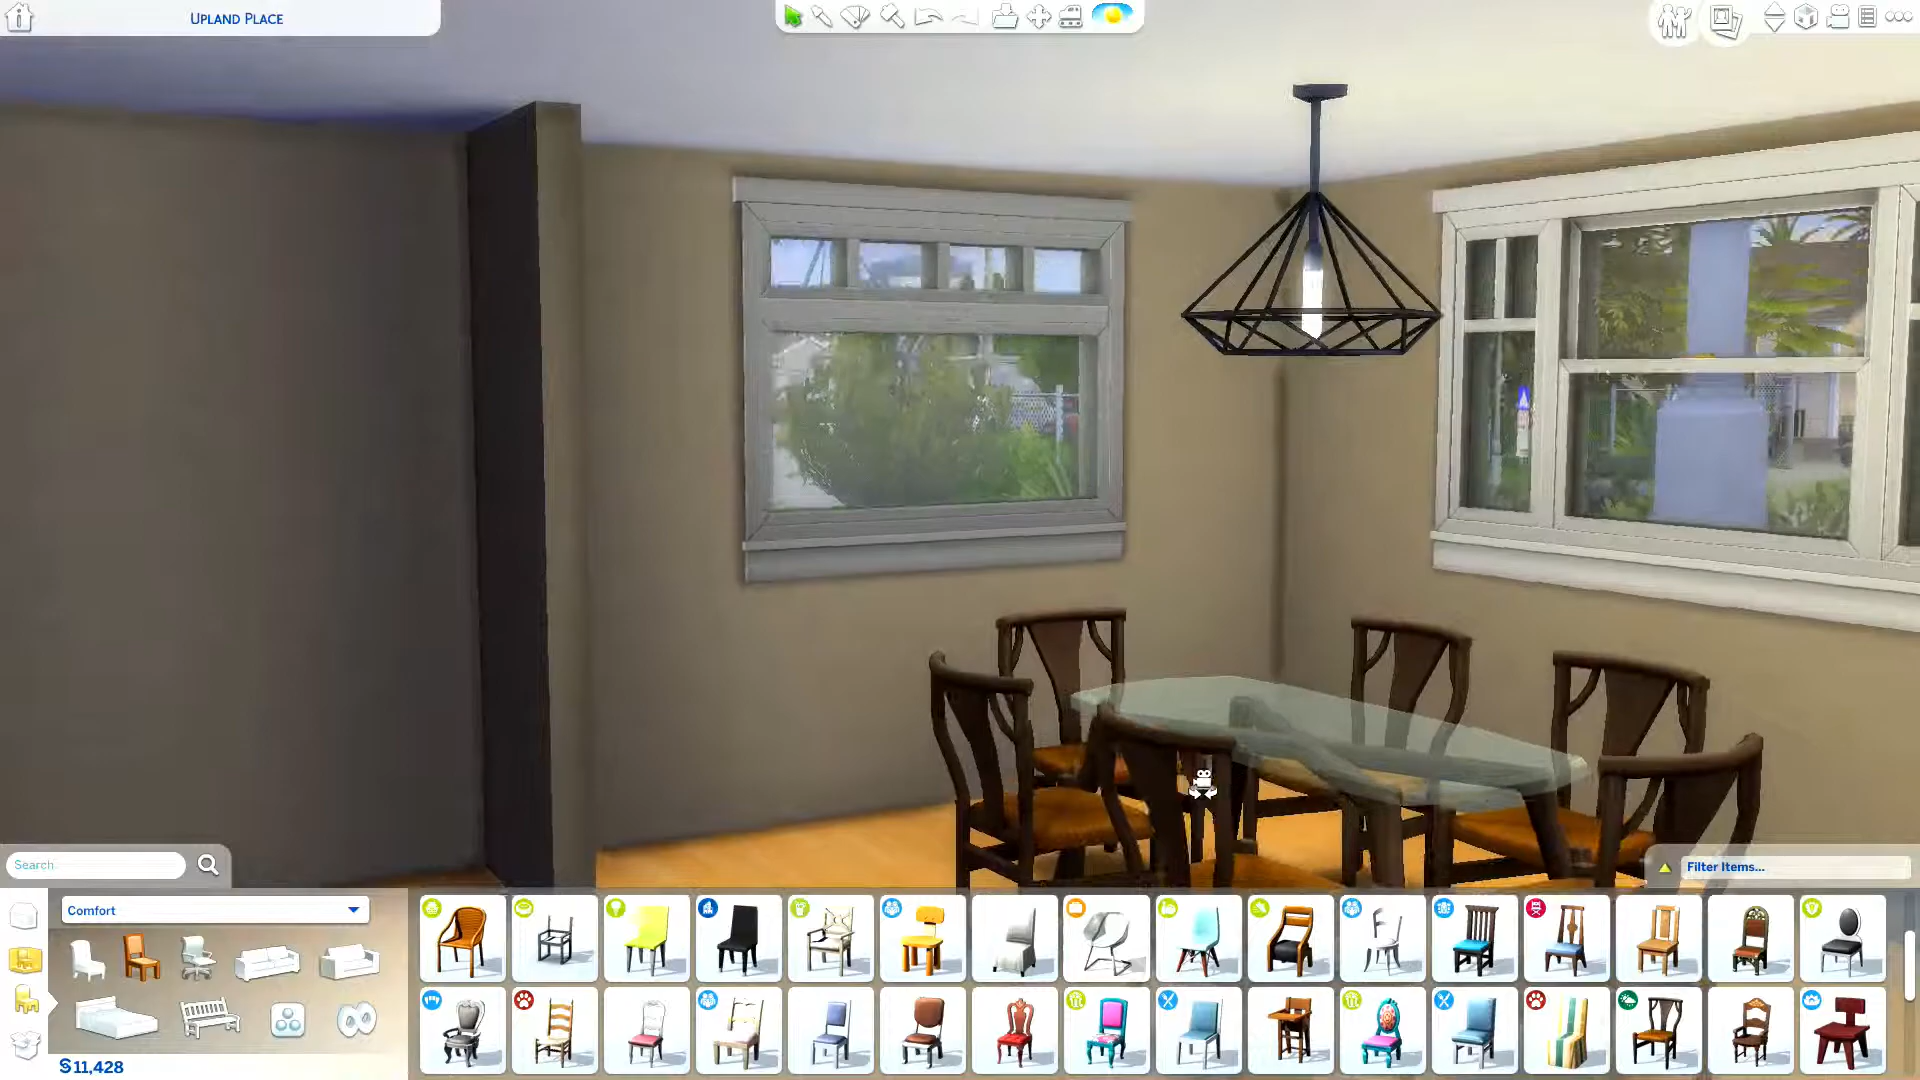 UPLAND PLACE
Search
Filter Items...
Comfort
§11,428